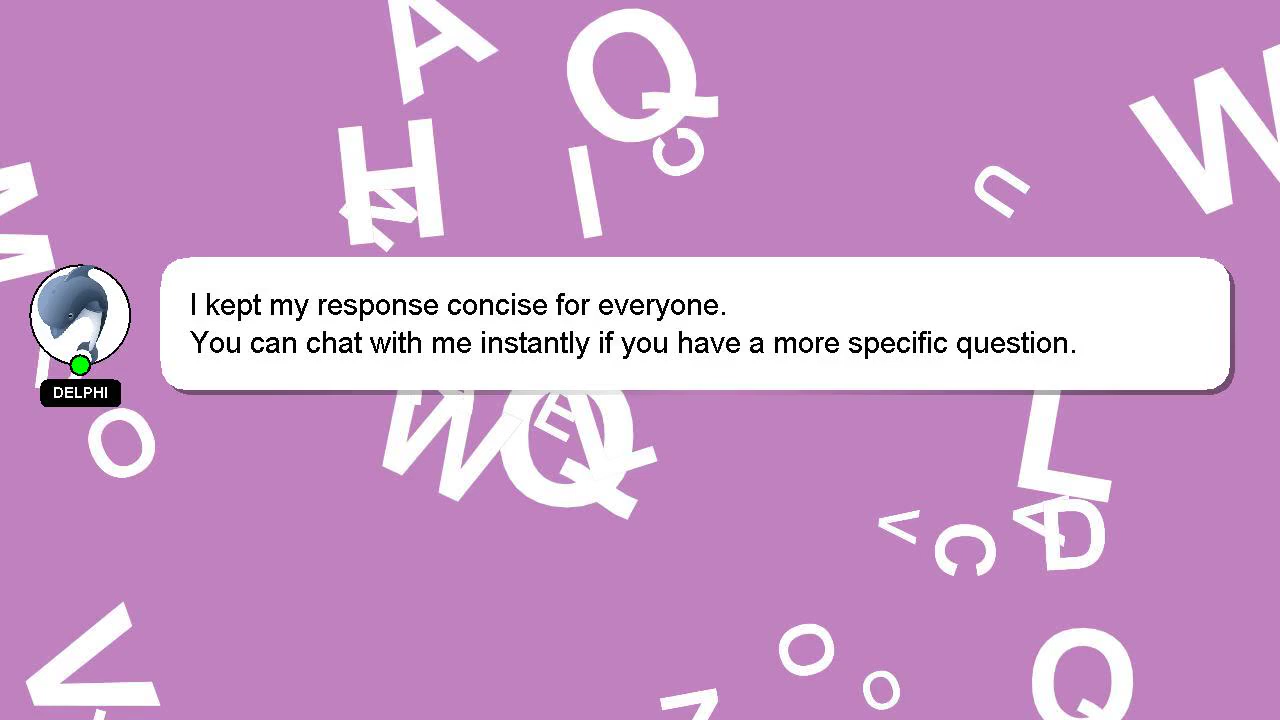 I kept my response concise for everyone.
You can chat with me instantly if you have a more specific question.
DELPHI
A
Q
W
H
C
I
U
M
N
O
W
Q
E
L
V
C
A
D
V
O
O
Q
N